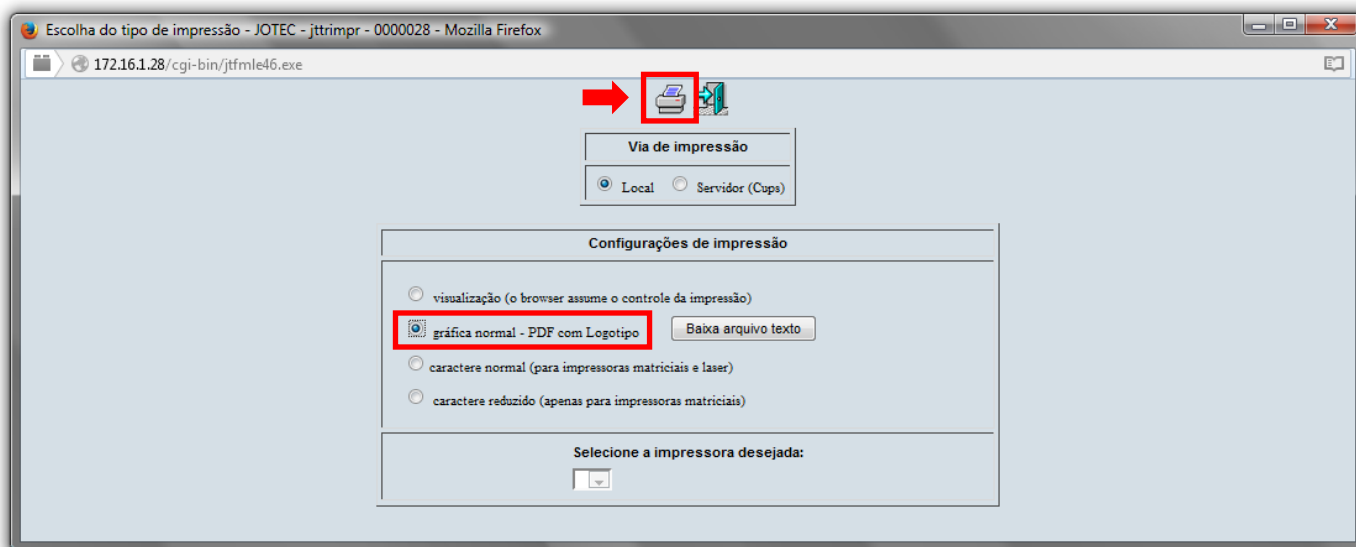 Escolha do tipo de impressão - JOTEC - jttrimpr - 0000028 - Mozilla Firefox
172.16.1.28/cgi-bin/jtfmle46.exe
Via de impressão
Local Servidor (Cups)
Configurações de impressão
visualização (o browser assume o controle da impressão)
gráfica normal - PDF com Logotipo Baixa arquivo texto
caractere normal (para impressoras matriciais e laser)
caractere reduzido (apenas para impressoras matriciais)
Selecione a impressora desejada: